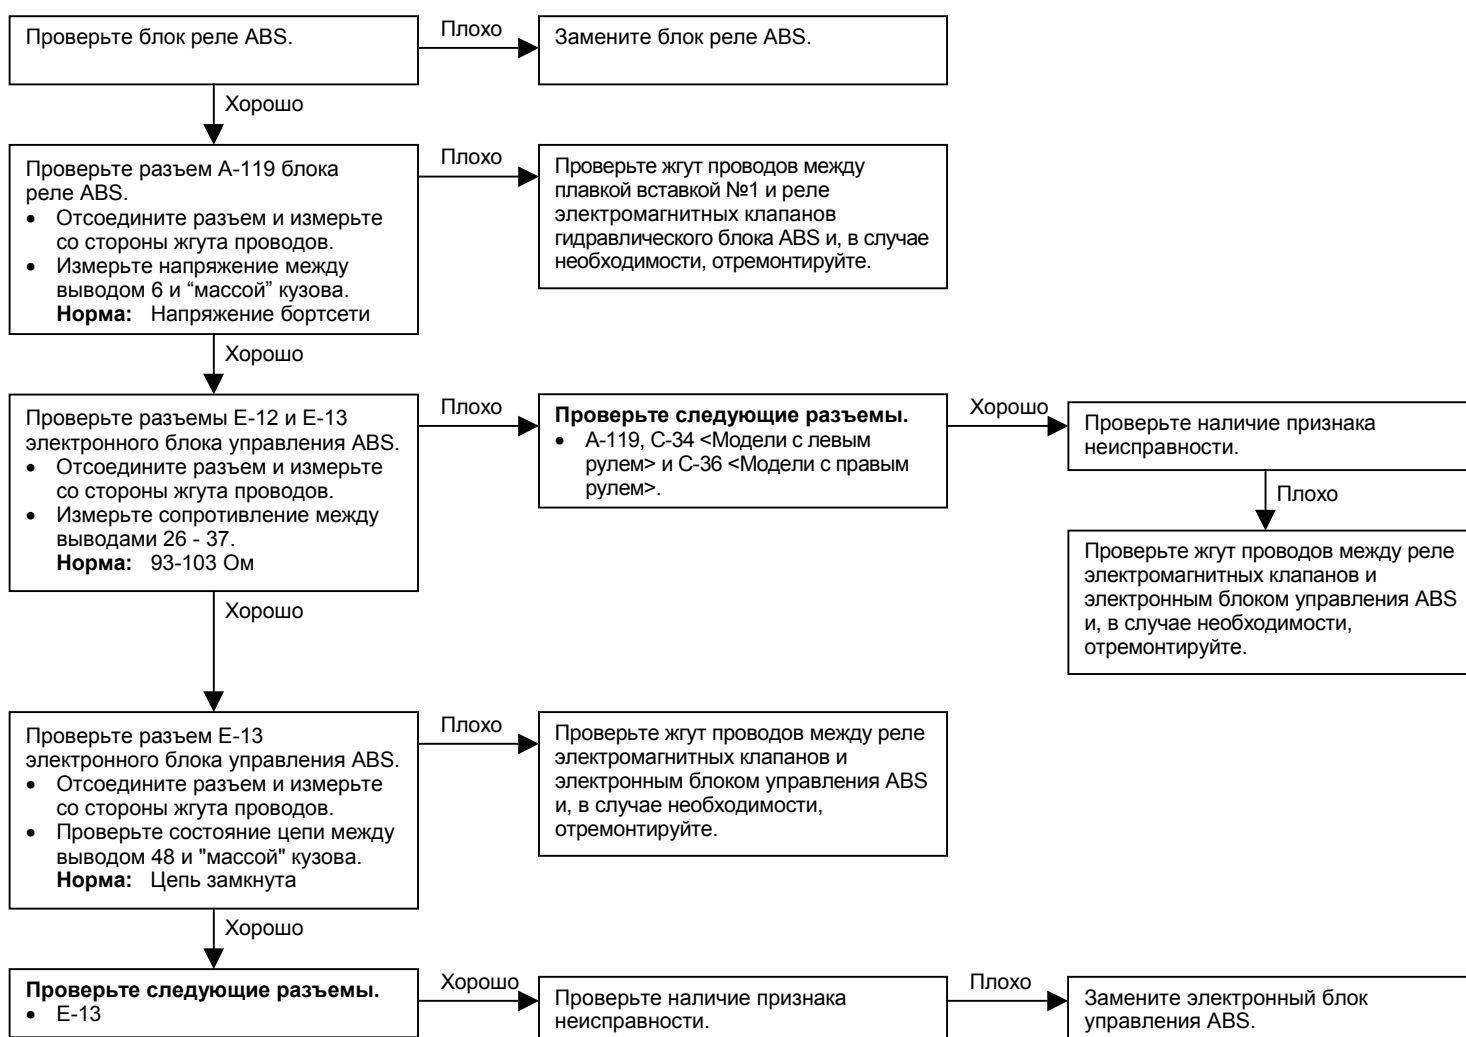 Проверьте блок реле ABS.
Плохо
Замените блок реле ABS.
Хорошо
Проверьте разъем А-119 блока
реле ABS.
• Отсоедините разъем и измерьте
со стороны жгута проводов.
• Измерьте напряжение между
выводом 6 и “массой” кузова.
Норма: Напряжение бортсети
Плохо
Проверьте жгут проводов между
плавкой вставкой №1 и реле
электромагнитных клапанов
гидравлического блока ABS и, в случае
необходимости, отремонтируйте.
Хорошо
Проверьте разъемы Е-12 и Е-13
электронного блока управления ABS.
• Отсоедините разъем и измерьте
со стороны жгута проводов.
• Измерьте сопротивление между
выводами 26 - 37.
Норма: 93-103 Ом
Плохо
Проверьте следующие разъемы.
• А-119, С-34 <Модели с левым
рулем> и С-36 <Модели с правым
рулем>.
Хорошо
Проверьте наличие признака
неисправности.
Плохо
Проверьте жгут проводов между реле
электромагнитных клапанов и
электронным блоком управления ABS
и, в случае необходимости,
отремонтируйте.
Хорошо
Проверьте разъем Е-13
электронного блока управления ABS.
• Отсоедините разъем и измерьте
со стороны жгута проводов.
• Проверьте состояние цепи между
выводом 48 и "массой" кузова.
Норма: Цепь замкнута
Плохо
Проверьте жгут проводов между реле
электромагнитных клапанов и
электронным блоком управления ABS
и, в случае необходимости,
отремонтируйте.
Хорошо
Проверьте следующие разъемы.
• Е-13
Хорошо
Проверьте наличие признака
неисправности.
Плохо
Замените электронный блок
управления ABS.